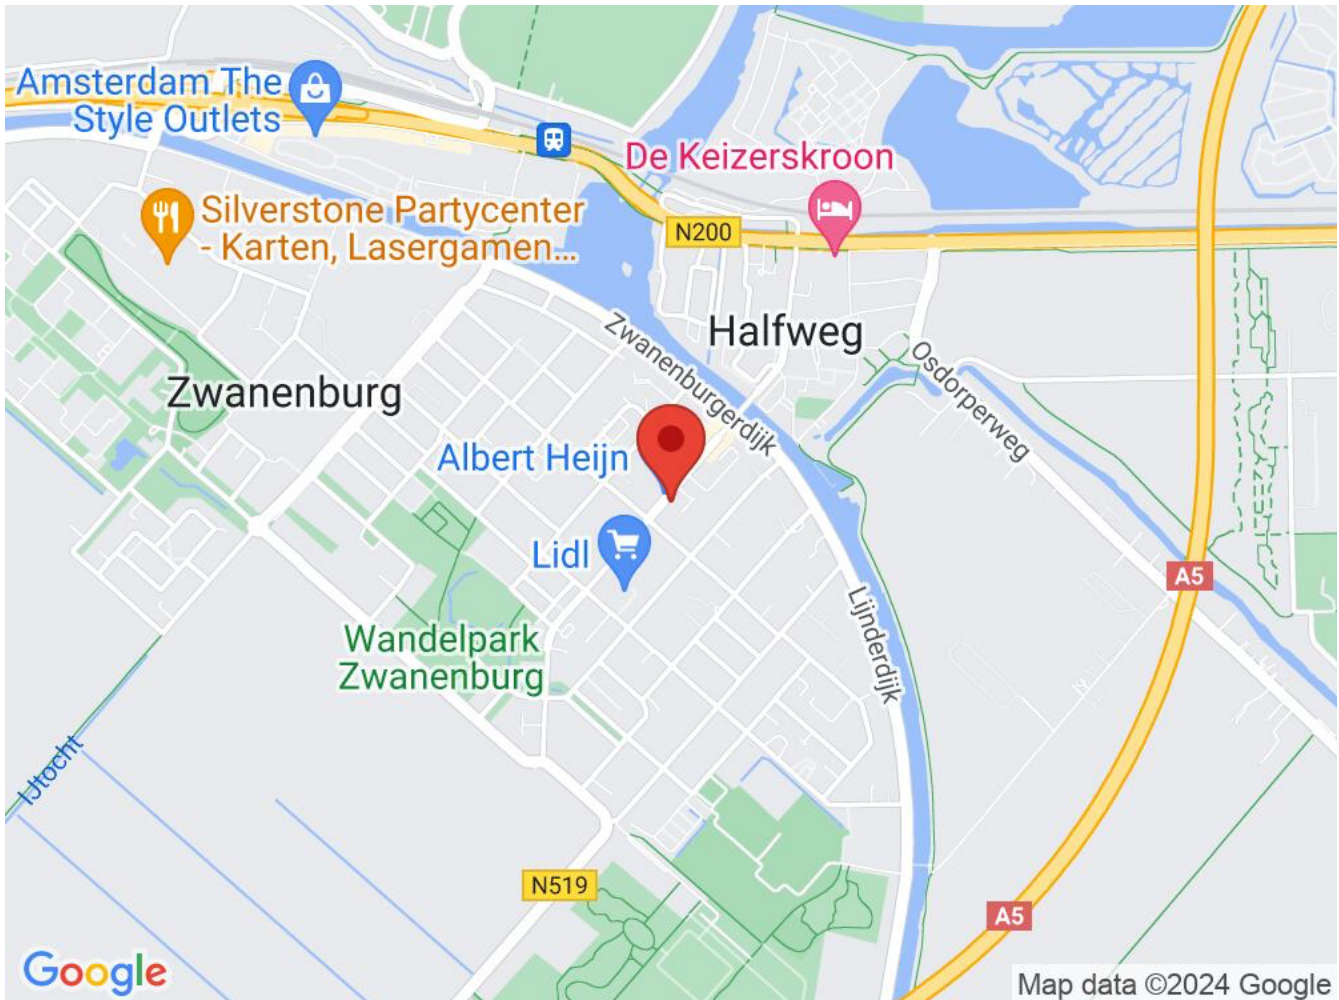 Amsterdam The
Style Outlets
De Keizerskroon
Silverstone Partycenter
- Karten, Lasergamen...
N200
Halfweg
Zwanenburgerdijk
Osdorperweg
Zwanenburg
Albert Heijn
Lidl
A5
Lijnderdijk
Wandelpark
Zwanenburg
IJtocht
N519
A5
Google
Map data ©2024 Google